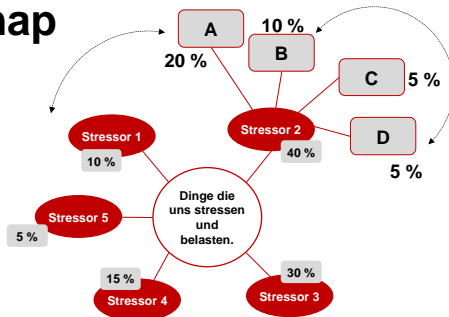 nap
A
10 %
B
20 %
C
5 %
D
5 %
Stressor 1
10 %
Stressor 2
40 %
Dinge die
uns stressen
und
belasten.
Stressor 5
5 %
15 %
Stressor 4
30 %
Stressor 3